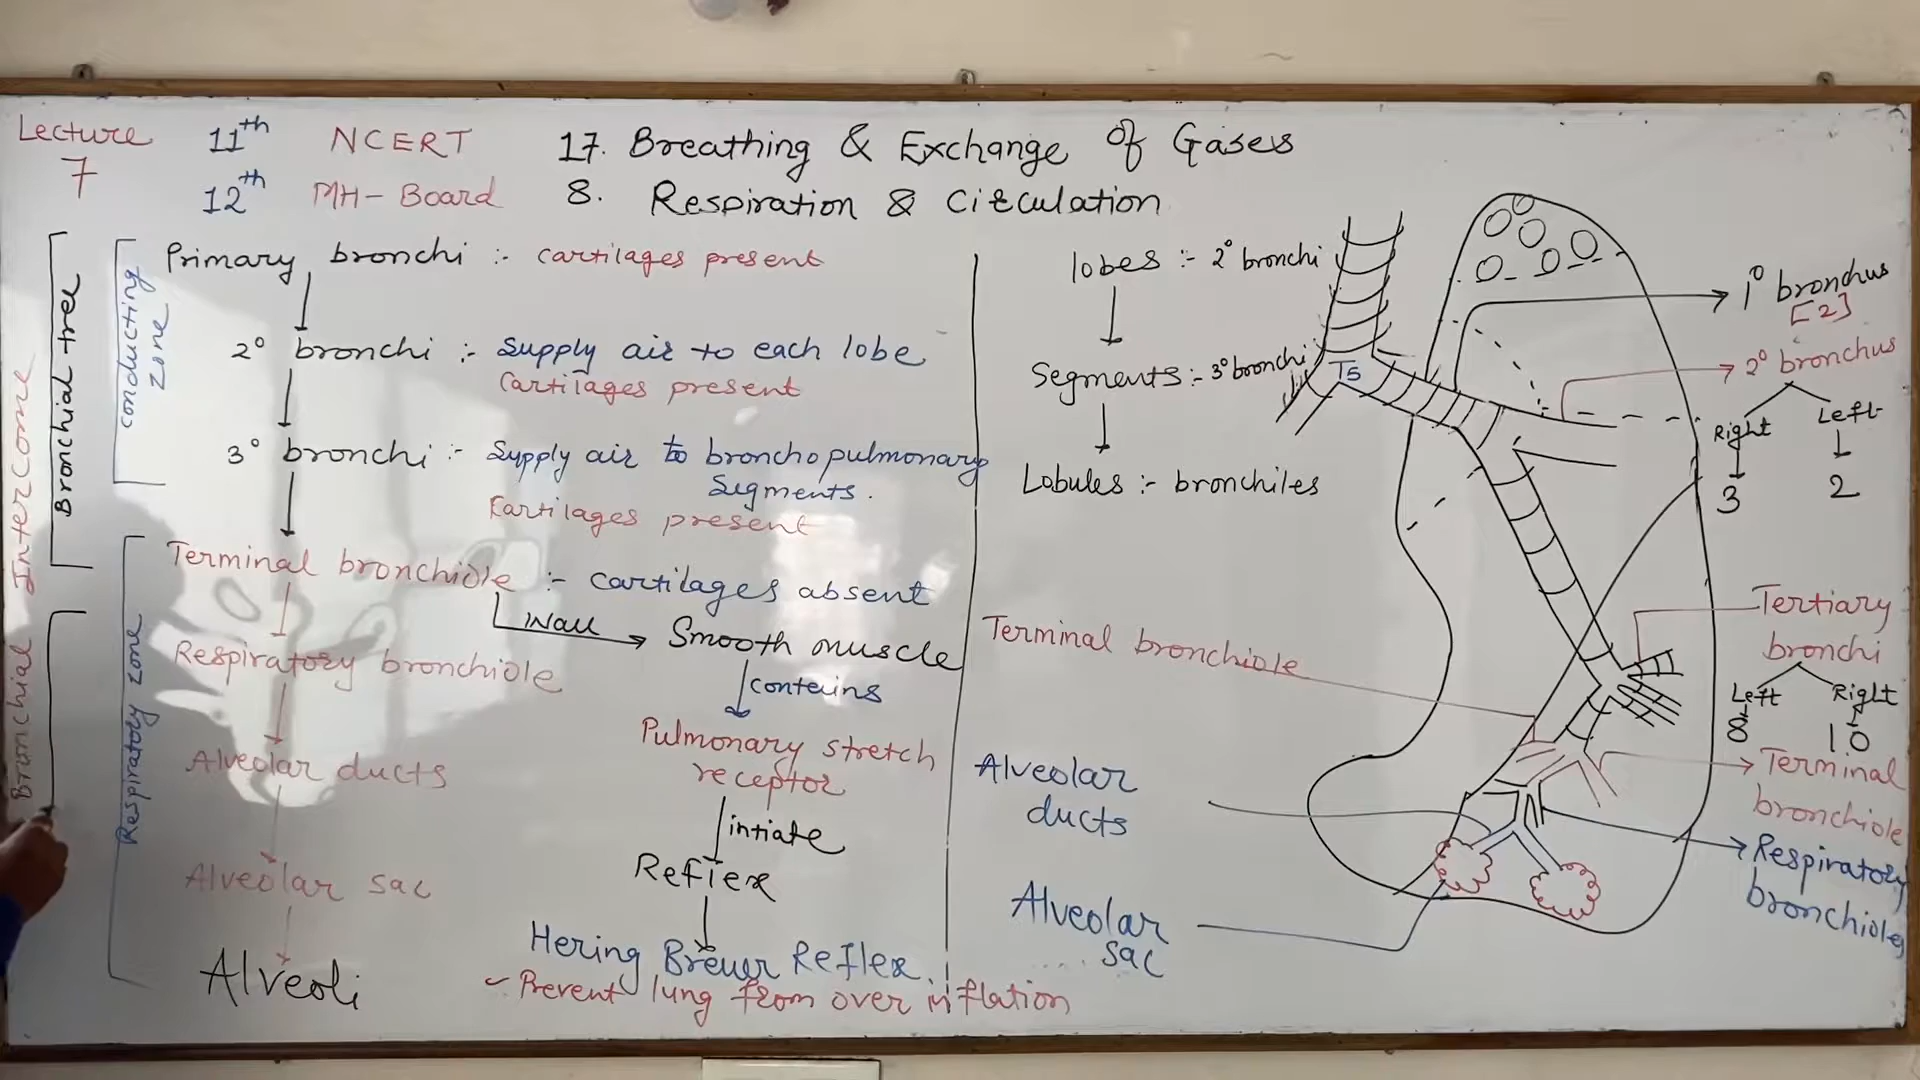 Lecture 7
11th NCERT 17. Breathing & Exchange of Gases
12th MH-Board 8. Respiration & Circulation
Bronchial tree
conducting zone
Primary bronchi :- cartilages present
2° bronchi :- Supply air to each lobe
Cartilages present
3° bronchi :- Supply air to bronchopulmonary
Segments.
Cartilages present
Bronchial InterCome
Respiratory zone
Terminal bronchiole :- cartilages absent
Wall Smooth muscle
contains
Respiratory bronchiole
Pulmonary stretch
receptor
Alveolar ducts
intiate
Reflex
Alveolar sac
Hering Breuer Reflex.
Prevent lung from over inflation
Alveoli
lobes :- 2° bronchi
Segments :- 3° bronchi
Lobules :- bronchiles
Terminal bronchiole
Alveolar
ducts
Alveolar
sac
T5
1° bronchus
[2]
2° bronchus
Right Left
3 2
Tertiary
bronchi
Left Right
8 10
Terminal
bronchiole
Respiratory
bronchioles